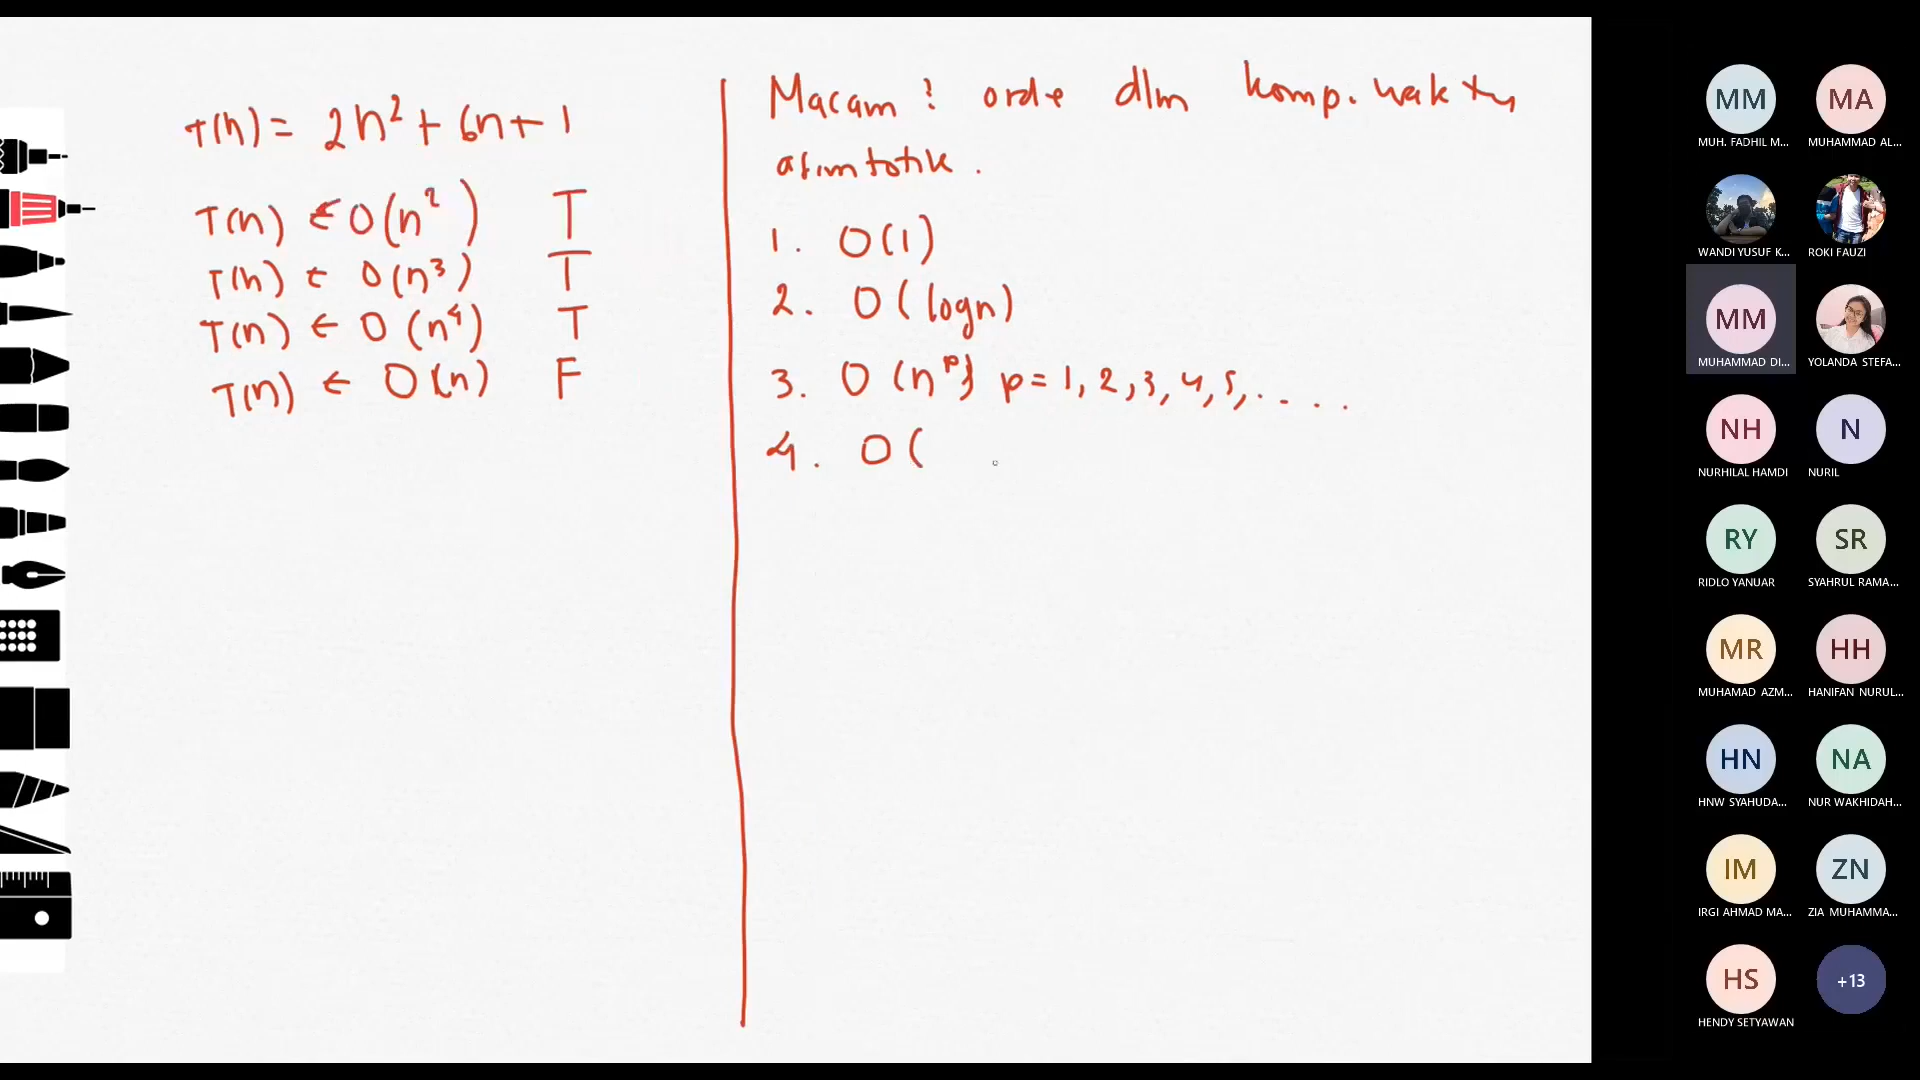 T(n) = 2n² + 6n + 1
T(n) ∈ O(n²) T
T(n) ∈ O(n³) T
T(n) ∈ O(n⁴) T
T(n) ∈ O(n) F
Macam² orde dlm komp. waktu
asimtotik.
1. O(1)
2. O(logn)
3. O(nᵖ) p = 1, 2, 3, 4, 5, . . . .
4. O(
MM MA
MUH. FADHIL M... MUHAMMAD AL...
WANDI YUSUF K... ROKI FAUZI
MM
MUHAMMAD DI... YOLANDA STEFA...
NH N
NURHILAL HAMDI NURIL
RY SR
RIDLO YANUAR SYAHRUL RAMA...
MR HH
MUHAMAD AZM... HANIFAN NURUL...
HN NA
HNW SYAHUDA... NUR WAKHIDAH...
IM ZN
IRGI AHMAD MA... ZIA MUHAMMA...
HS +13
HENDY SETYAWAN